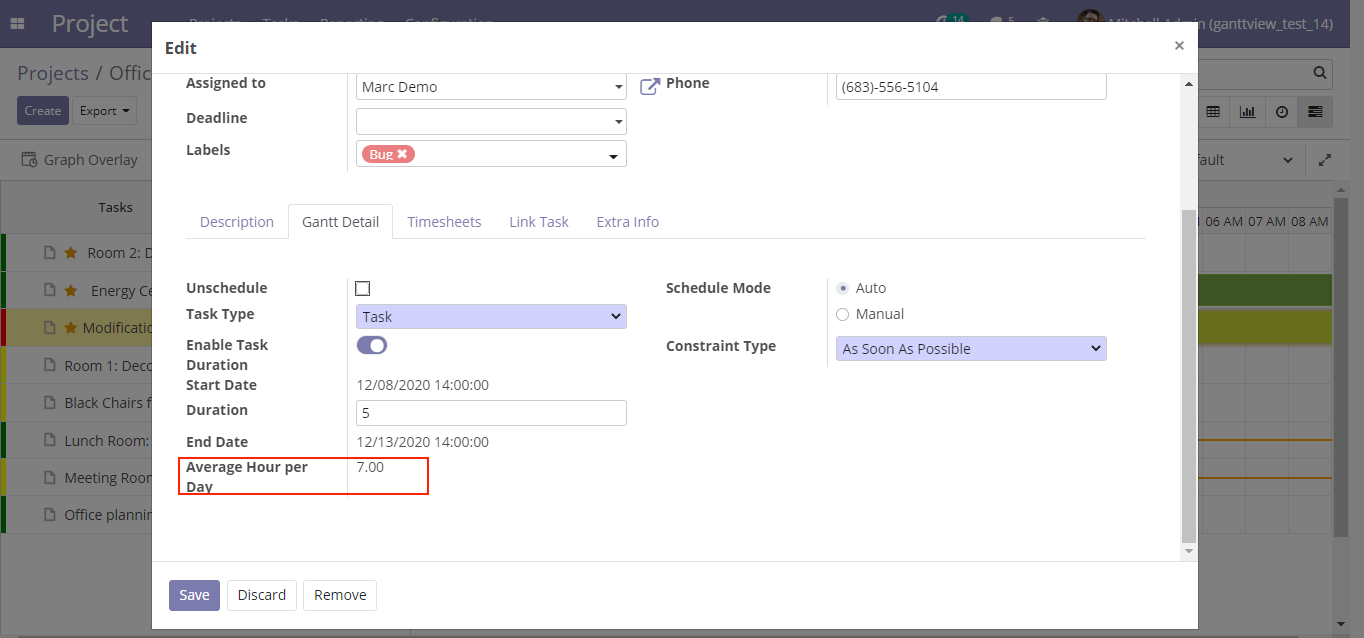 Project
Projects Tasks Reporting Configuration
14
5
Mitchell Admin (ganttview_test_14)
Edit
×
Projects / Offic
Create
Export
Graph Overlay
fault
Tasks
06 AM 07 AM 08 AM
Room 2: D
Energy Ce
Modificatio
Room 1: Deco
Black Chairs f
Lunch Room:
Meeting Roor
Office plannin
Assigned to
Marc Demo
Phone
(683)-556-5104
Deadline
Labels
Bug ✖
Description
Gantt Detail
Timesheets
Link Task
Extra Info
Unschedule
Task Type
Task
Enable Task
Duration
Start Date
12/08/2020 14:00:00
Duration
5
End Date
12/13/2020 14:00:00
Average Hour per
Day
7.00
Schedule Mode
Auto
Manual
Constraint Type
As Soon As Possible
Save
Discard
Remove